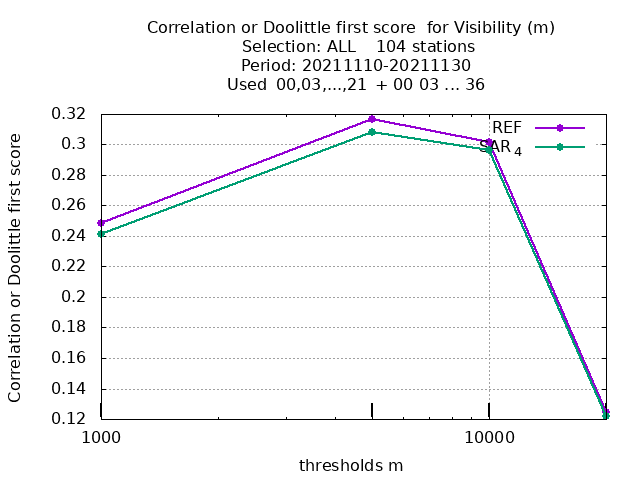 Correlation or Doolittle first score  for Visibility (m)
Selection: ALL    104 stations
Period: 20211110-20211130
Used  00,03,...,21  + 00 03 ... 36
Correlation or Doolittle first score
0.32
0.3
0.28
0.26
0.24
0.22
0.2
0.18
0.16
0.14
0.12
REF
SAR 4
1000
10000
thresholds m